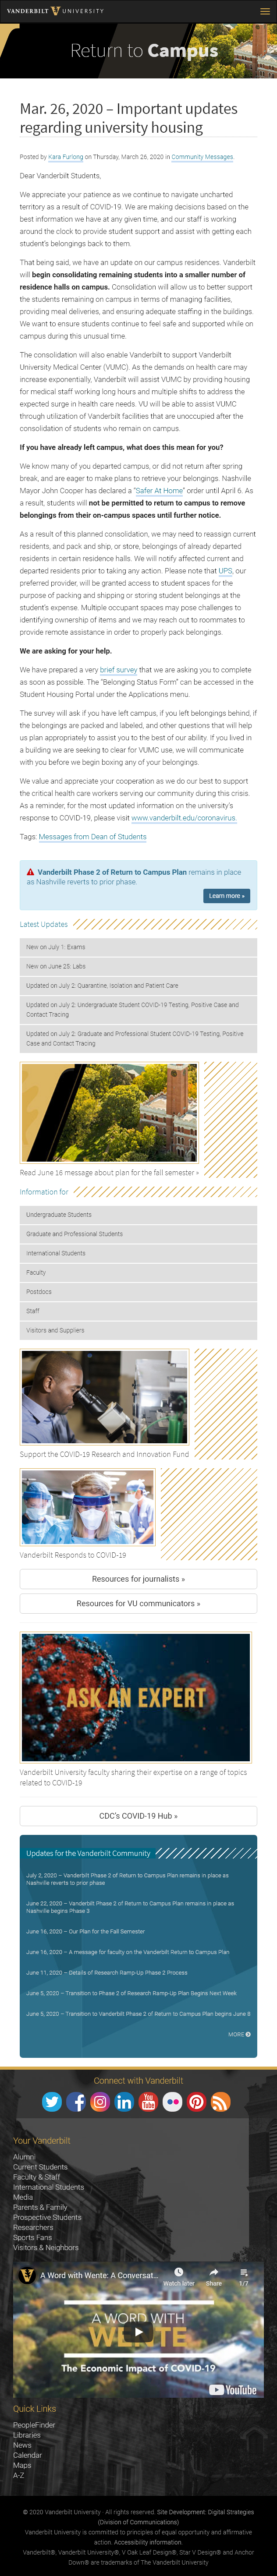 VANDERBILT UNIVERSITY
Return to Campus
Mar. 26, 2020 – Important updates
regarding university housing
Posted by Kara Furlong on Thursday, March 26, 2020 in Community Messages.
Dear Vanderbilt Students,
We appreciate your patience as we continue to navigate uncharted
territory as a result of COVID-19. We are making decisions based on the
best information we have at any given time, and our staff is working
around the clock to provide student support and assist with getting each
student's belongings back to them.
That being said, we have an update on our campus residences. Vanderbilt
will begin consolidating remaining students into a smaller number of
residence halls on campus. Consolidation will allow us to better support
the students remaining on campus in terms of managing facilities,
providing meal deliveries, and ensuring adequate staffing in the buildings.
We want to ensure students continue to feel safe and supported while on
campus during this unusual time.
The consolidation will also enable Vanderbilt to support Vanderbilt
University Medical Center (VUMC). As the demands on health care may
increase exponentially, Vanderbilt will assist VUMC by providing housing
for medical staff working around the clock to prepare for the expected
surge in health care needs. VU will be able to assist VUMC through
utilization of Vanderbilt facilities that are unoccupied after the
consolidation of students who remain on campus.
If you have already left campus, what does this mean for you?
We know many of you departed campus or did not return after spring
break, and are eager to make plans to retrieve your belongings. Nashville
Mayor John Cooper has declared a “Safer At Home” order until April 6. As
a result, students will not be permitted to return to campus to remove
belongings from their on-campus spaces until further notice.
As a result of this planned consolidation, we may need to reassign current
residents, and pack and ship, or store, the belongings of departed
residents in certain residence halls. We will notify affected current and
departed residents prior to taking any action. Please note that UPS, our
preferred provider, will be granted access to student spaces for the
purpose of packing and shipping or storing student belongings at the
student's expense. Multiple occupant spaces may pose challenges in
identifying ownership of items and may result in outreach to roommates to
provide remote assistance in order to properly pack belongings.
We are asking for your help.
We have prepared a very brief survey that we are asking you to complete
as soon as possible. The “Belonging Status Form” can be accessed in the
Student Housing Portal under the Applications menu.
The survey will ask if you have left campus, if you left belongings behind,
and other information about your belongings and their status that will help
us plan appropriately to assist you to the best of our ability. If any of the
areas we will be seeking to clear for VUMC use, we will communicate
with you before we begin boxing any of your belongings.
We value and appreciate your cooperation as we do our best to support
the critical health care workers serving our community during this crisis.
As a reminder, for the most updated information on the university's
response to COVID-19, please visit www.vanderbilt.edu/coronavirus.
Tags: Messages from Dean of Students
Vanderbilt Phase 2 of Return to Campus Plan remains in place
as Nashville reverts to prior phase.
Learn more »
Latest Updates
New on July 1: Exams
New on June 25: Labs
Updated on July 2: Quarantine, Isolation and Patient Care
Updated on July 2: Undergraduate Student COVID-19 Testing, Positive Case and
Contact Tracing
Updated on July 2: Graduate and Professional Student COVID-19 Testing, Positive
Case and Contact Tracing
Read June 16 message about plan for the fall semester »
Information for
Undergraduate Students
Graduate and Professional Students
International Students
Faculty
Postdocs
Staff
Visitors and Suppliers
Support the COVID-19 Research and Innovation Fund
Vanderbilt Responds to COVID-19
Resources for journalists »
Resources for VU communicators »
ASK AN EXPERT
Vanderbilt University faculty sharing their expertise on a range of topics
related to COVID-19
CDC's COVID-19 Hub »
Updates for the Vanderbilt Community
July 2, 2020 – Vanderbilt Phase 2 of Return to Campus Plan remains in place as
Nashville reverts to prior phase
June 22, 2020 – Vanderbilt Phase 2 of Return to Campus Plan remains in place as
Nashville begins Phase 3
June 16, 2020 – Our Plan for the Fall Semester
June 16, 2020 – A message for faculty on the Vanderbilt Return to Campus Plan
June 11, 2020 – Details of Research Ramp-Up Phase 2 Process
June 5, 2020 – Transition to Phase 2 of Research Ramp-Up Plan Begins Next Week
June 5, 2020 – Transition to Vanderbilt Phase 2 of Return to Campus Plan begins June 8
MORE
Connect with Vanderbilt
You Tube
Your Vanderbilt
Alumni
Current Students
Faculty & Staff
International Students
Media
Parents & Family
Prospective Students
Researchers
Sports Fans
Visitors & Neighbors
A Word with Wente: A Conversat...
Watch later
Share
1/7
A WORD WITH
The Economic Impact of COVID-19
YouTube
Quick Links
PeopleFinder
Libraries
News
Calendar
Maps
A-Z
© 2020 Vanderbilt University · All rights reserved. Site Development: Digital Strategies
(Division of Communications)
Vanderbilt University is committed to principles of equal opportunity and affirmative
action. Accessibility information.
Vanderbilt®, Vanderbilt University®, V Oak Leaf Design®, Star V Design® and Anchor
Down® are trademarks of The Vanderbilt University